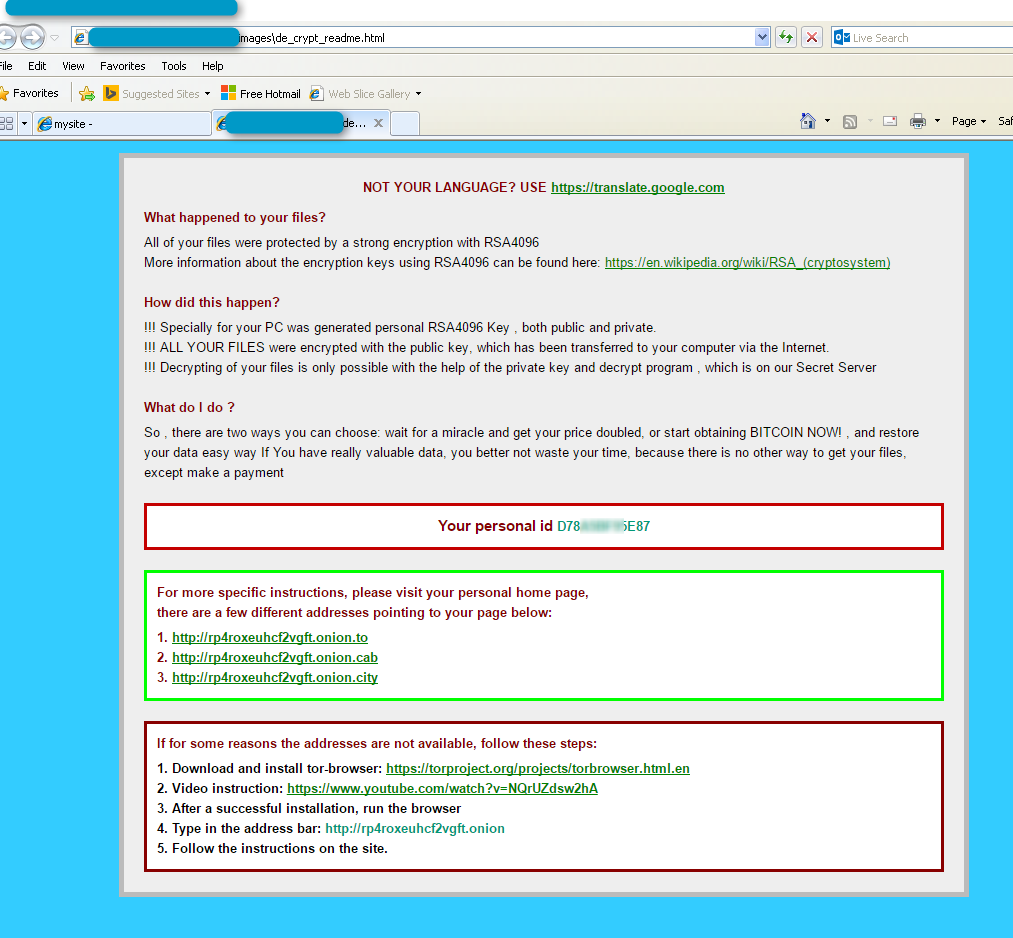 images\de_crypt_readme.html
Live Search
File Edit View Favorites Tools Help
Favorites Suggested Sites Free Hotmail Web Slice Gallery
mysite - de... Page
NOT YOUR LANGUAGE? USE https://translate.google.com
What happened to your files?
All of your files were protected by a strong encryption with RSA4096
More information about the encryption keys using RSA4096 can be found here: https://en.wikipedia.org/wiki/RSA_(cryptosystem)
How did this happen?
!!! Specially for your PC was generated personal RSA4096 Key , both public and private.
!!! ALL YOUR FILES were encrypted with the public key, which has been transferred to your computer via the Internet.
!!! Decrypting of your files is only possible with the help of the private key and decrypt program , which is on our Secret Server
What do I do ?
So , there are two ways you can choose: wait for a miracle and get your price doubled, or start obtaining BITCOIN NOW! , and restore
your data easy way If You have really valuable data, you better not waste your time, because there is no other way to get your files,
except make a payment
Your personal id D78 5E87
For more specific instructions, please visit your personal home page,
there are a few different addresses pointing to your page below:
1. http://rp4roxeuhcf2vgft.onion.to
2. http://rp4roxeuhcf2vgft.onion.cab
3. http://rp4roxeuhcf2vgft.onion.city
If for some reasons the addresses are not available, follow these steps:
1. Download and install tor-browser: https://torproject.org/projects/torbrowser.html.en
2. Video instruction: https://www.youtube.com/watch?v=NQrUZdsw2hA
3. After a successful installation, run the browser
4. Type in the address bar: http://rp4roxeuhcf2vgft.onion
5. Follow the instructions on the site.